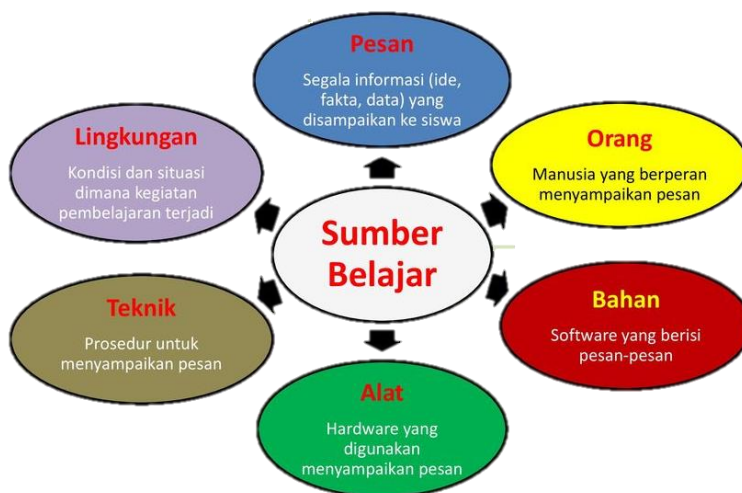 Pesan
Segala informasi (ide,
fakta, data) yang
disampaikan ke siswa
Orang
Manusia yang berperan
menyampaikan pesan
Bahan
Software yang berisi
pesan-pesan
Alat
Hardware yang
digunakan
menyampaikan pesan
Teknik
Prosedur untuk
menyampaikan pesan
Lingkungan
Kondisi dan situasi
dimana kegiatan
pembelajaran terjadi
Sumber
Belajar